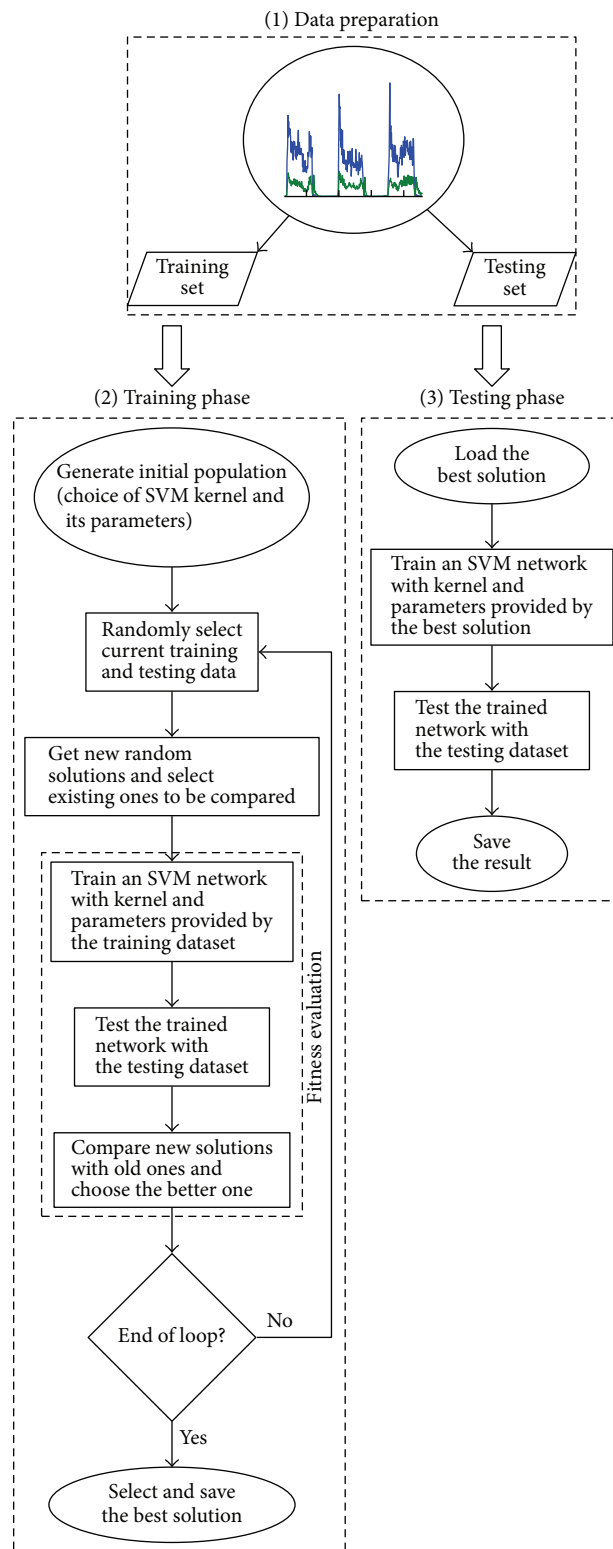 (1) Data preparation
Training
set
Testing
set
(2) Training phase
Generate initial population
(choice of SVM kernel and
its parameters)
Randomly select
current training
and testing data
Get new random
solutions and select
existing ones to be compared
Train an SVM network
with kernel and
parameters provided by
the training dataset
Test the trained
network with
the testing dataset
Compare new solutions
with old ones and
choose the better one
Fitness evaluation
End of loop?
No
Yes
Select and save
the best solution
(3) Testing phase
Load the
best solution
Train an SVM network
with kernel and
parameters provided by
the best solution
Test the trained
network with
the testing dataset
Save
the result